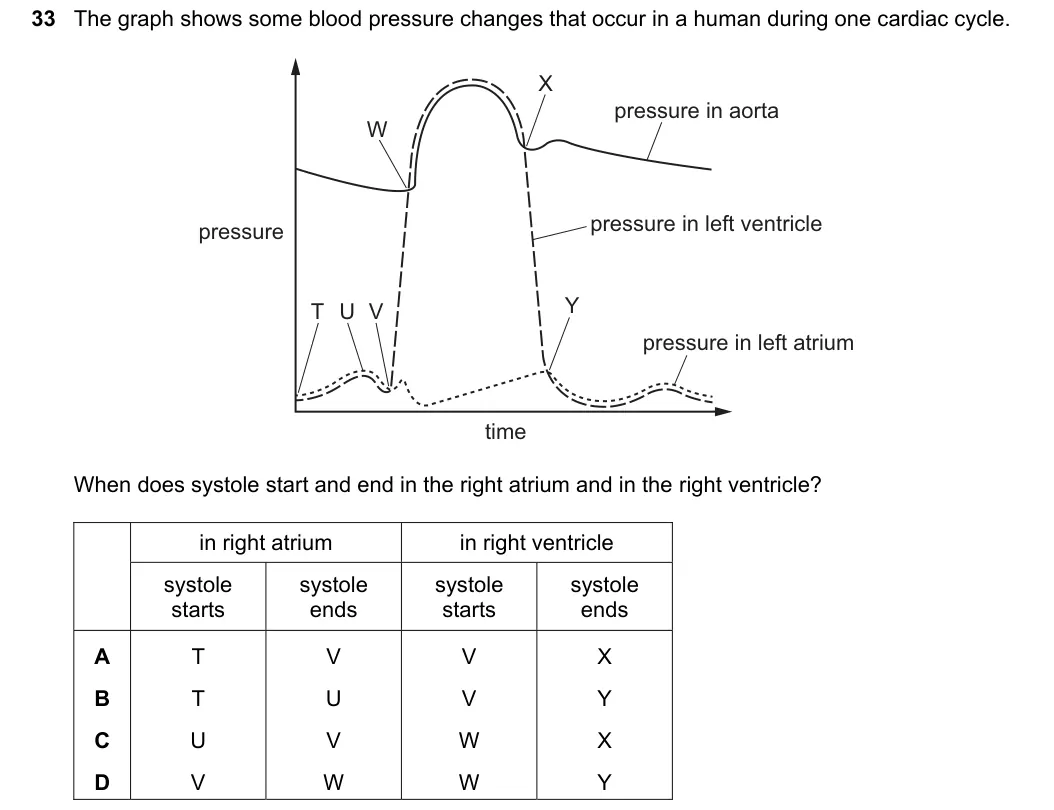 33 The graph shows some blood pressure changes that occur in a human during one cardiac cycle.
X
pressure in aorta
W
pressure
pressure in left ventricle
T U V
Y
pressure in left atrium
time
When does systole start and end in the right atrium and in the right ventricle?
in right atrium in right ventricle
systole starts systole ends systole starts systole ends
A T V V X
B T U V Y
C U V W X
D V W W Y